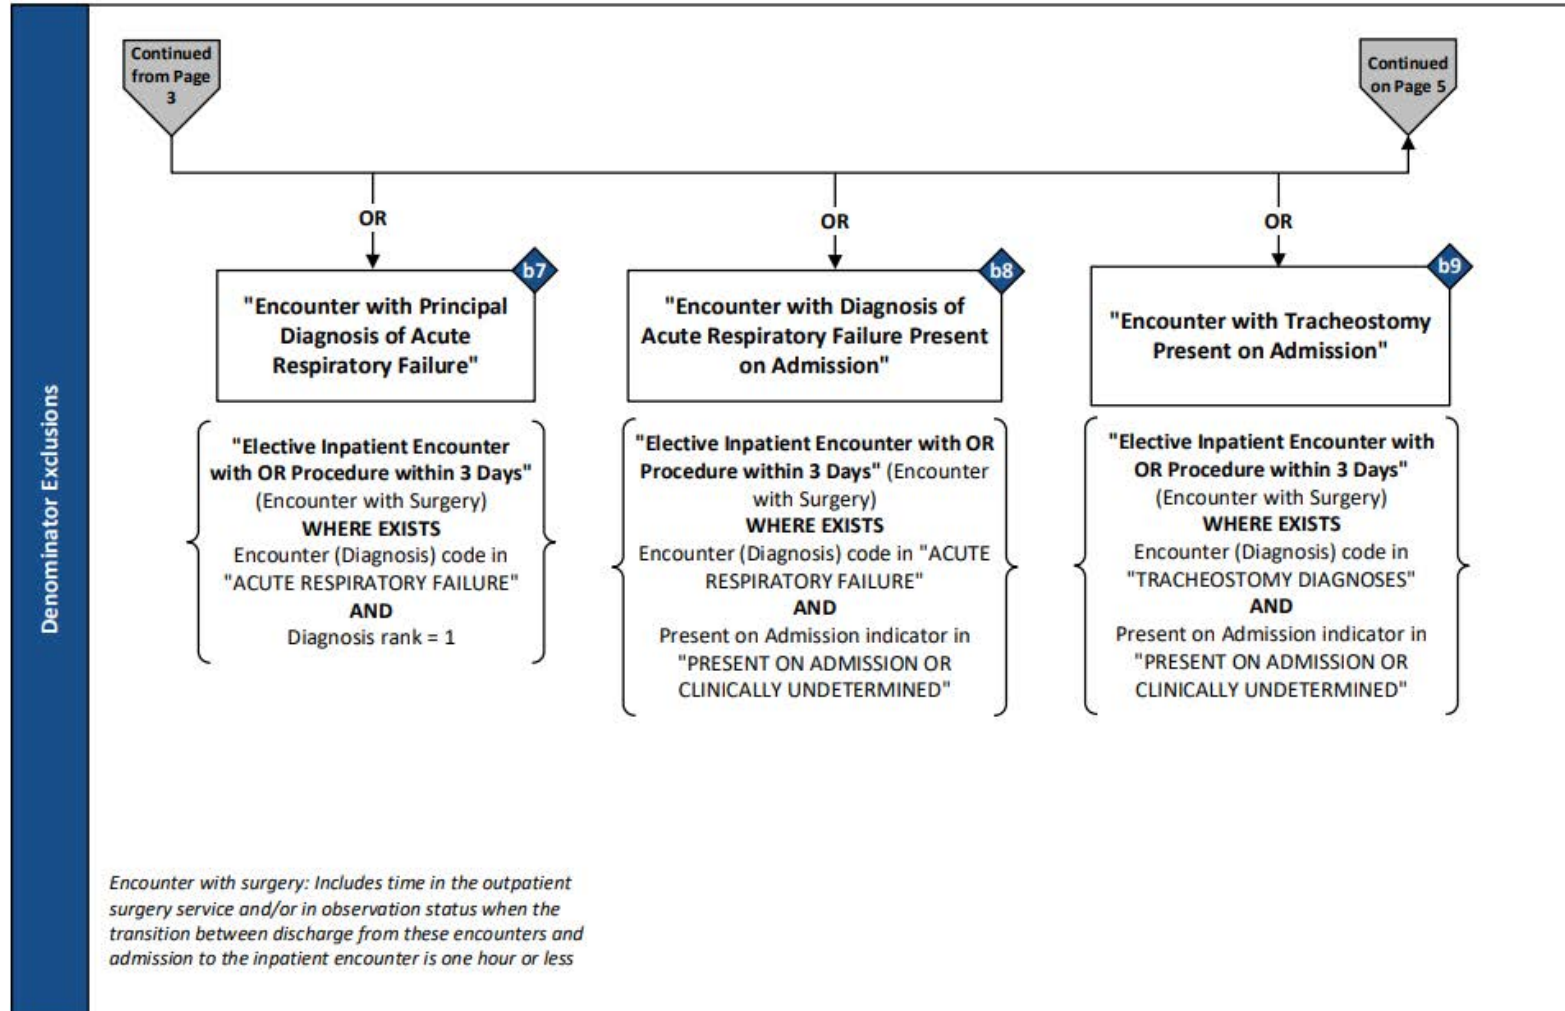 Denominator Exclusions
Continued
from Page
3
Continued
on Page 5
OR
OR
OR
b7
"Encounter with Principal
Diagnosis of Acute
Respiratory Failure"
b8
"Encounter with Diagnosis of
Acute Respiratory Failure Present
on Admission"
b9
"Encounter with Tracheostomy
Present on Admission"
"Elective Inpatient Encounter
with OR Procedure within 3 Days"
(Encounter with Surgery)
WHERE EXISTS
Encounter (Diagnosis) code in
"ACUTE RESPIRATORY FAILURE"
AND
Diagnosis rank = 1
"Elective Inpatient Encounter with OR
Procedure within 3 Days" (Encounter
with Surgery)
WHERE EXISTS
Encounter (Diagnosis) code in "ACUTE
RESPIRATORY FAILURE"
AND
Present on Admission indicator in
"PRESENT ON ADMISSION OR
CLINICALLY UNDETERMINED"
"Elective Inpatient Encounter with
OR Procedure within 3 Days"
(Encounter with Surgery)
WHERE EXISTS
Encounter (Diagnosis) code in
"TRACHEOSTOMY DIAGNOSES"
AND
Present on Admission indicator in
"PRESENT ON ADMISSION OR
CLINICALLY UNDETERMINED"
Encounter with surgery: Includes time in the outpatient
surgery service and/or in observation status when the
transition between discharge from these encounters and
admission to the inpatient encounter is one hour or less